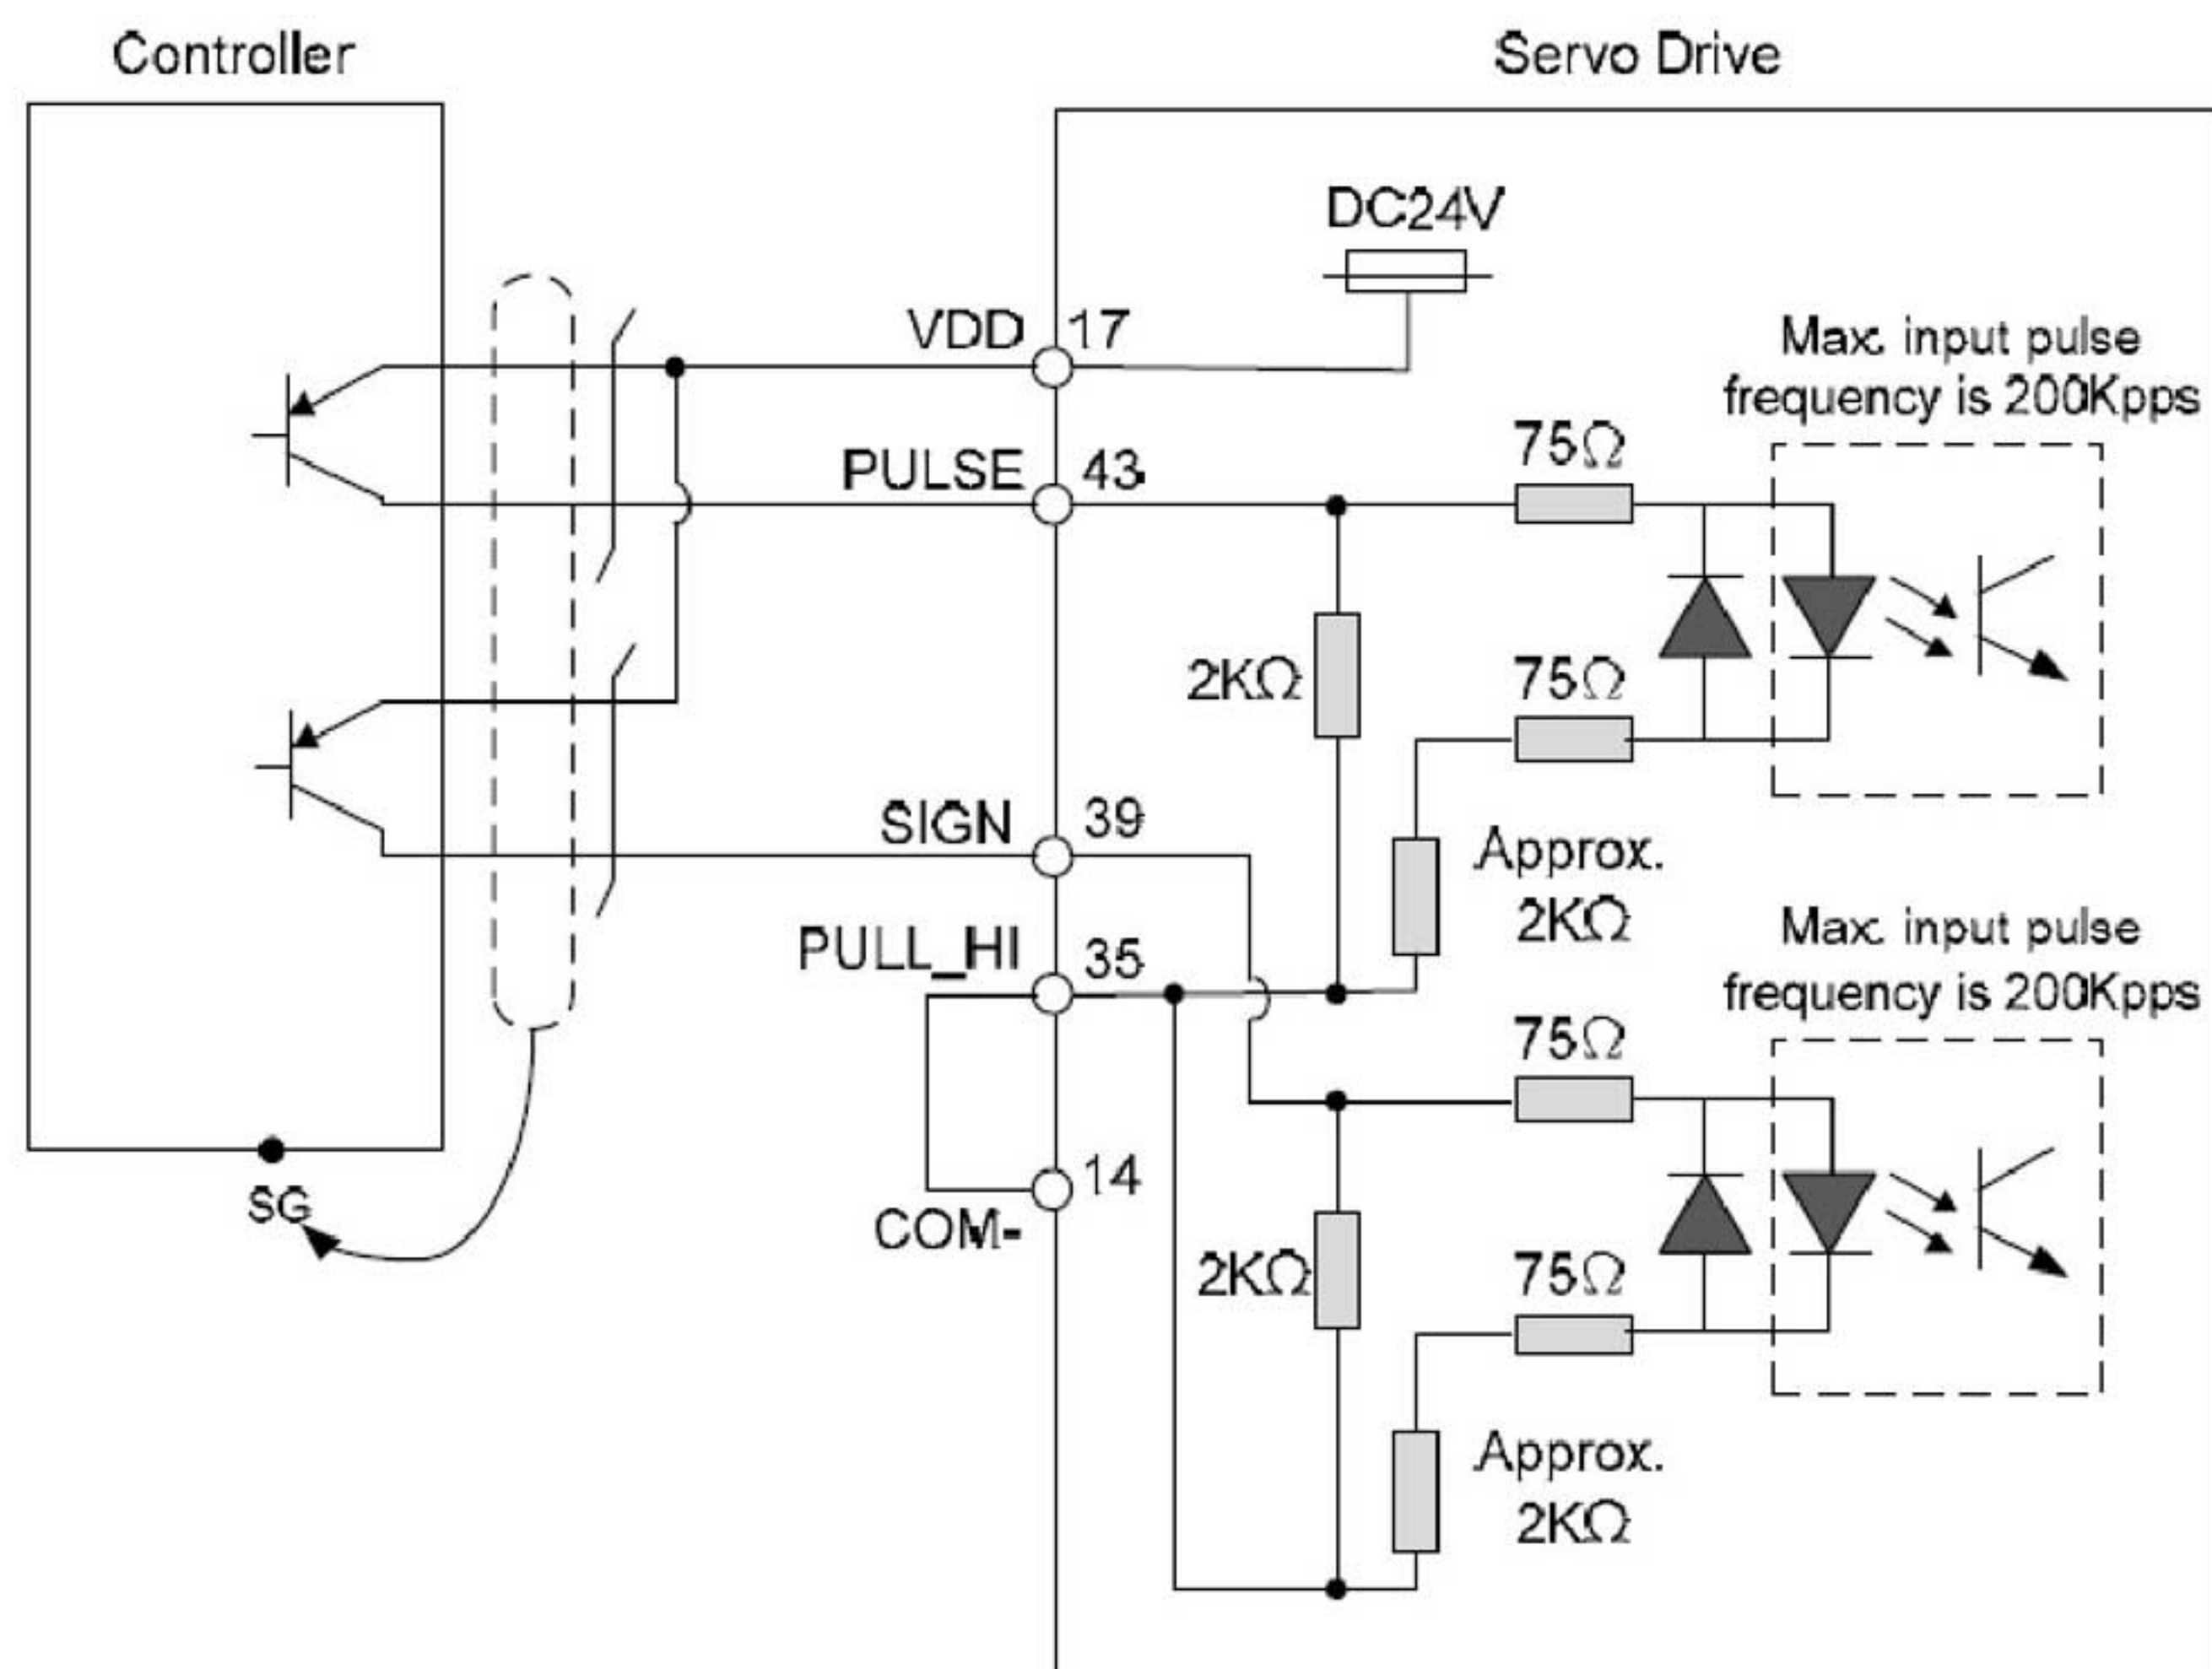 Controller
Servo Drive
DC24V
VDD
17
Max. input pulse
frequency is 200Kpps
75Ω
PULSE
43
2KΩ
75Ω
SIGN
39
Approx.
2KΩ
PULL_HI
35
Max. input pulse
frequency is 200Kpps
75Ω
14
SG
COM-
2KΩ
75Ω
Approx.
2KΩ